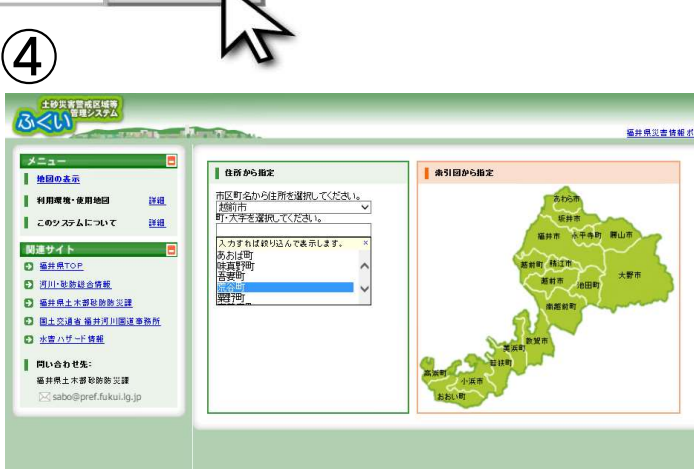 ④
土砂災害警戒区域等
管理システム
ふくい
福井県災害情報ポ
メニュー
地図の表示
利用環境・使用地図 詳細
このシステムについて 詳細
関連サイト
福井県TOP
河川・砂防総合情報
福井県土木部砂防防災課
国土交通省 福井河川国道事務所
水害ハザード情報
問い合わせ先:
福井県土木部砂防防災課
sabo@pref.fukui.lg.jp
住所から指定
市区町名から住所を選択してください。
越前市
町・大字を選択してください。
入力すれば絞り込んで表示します。 ×
あおば町
味真野町
吾妻町
粟野町
索引図から指定
あわら市
坂井市
福井市 永平寺町 勝山市
越前町 鯖江市 大野市
越前市 池田町
南越前町
敦賀市
美浜町
若狭町
高浜町 小浜市
おおい町